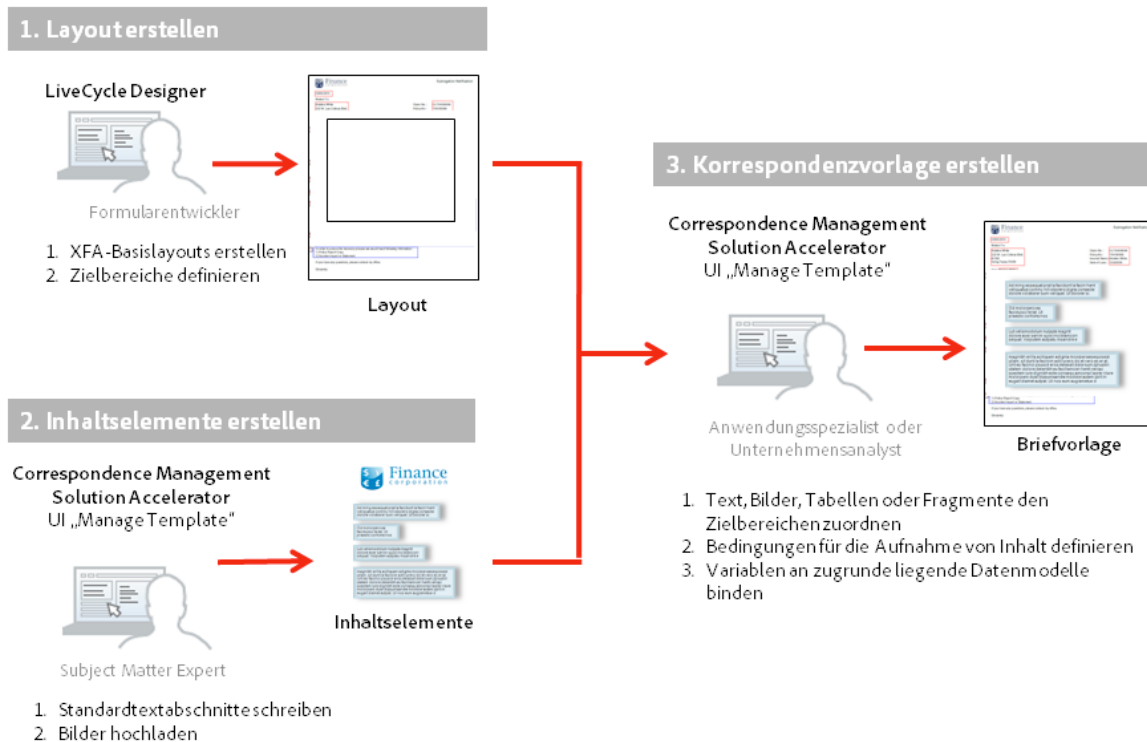 1. Layout erstellen
LiveCycle Designer
Formularentwickler
1. XFA-Basislayouts erstellen
2. Zielbereiche definieren
Finance
Layout
2. Inhaltselemente erstellen
Correspondence Management
Solution Accelerator
UI „Manage Template“
Subject Matter Expert
1. Standardtextabschnitte schreiben
2. Bilder hochladen
Finance
corporation
Inhaltselemente
3. Korrespondenzvorlage erstellen
Correspondence Management
Solution Accelerator
UI „Manage Template“
Anwendungsspezialist oder
Unternehmensanalyst
Finance
Briefvorlage
1. Text, Bilder, Tabellen oder Fragmente den
Zielbereichen zuordnen
2. Bedingungen für die Aufnahme von Inhalt definieren
3. Variablen an zugrunde liegende Datenmodelle
binden